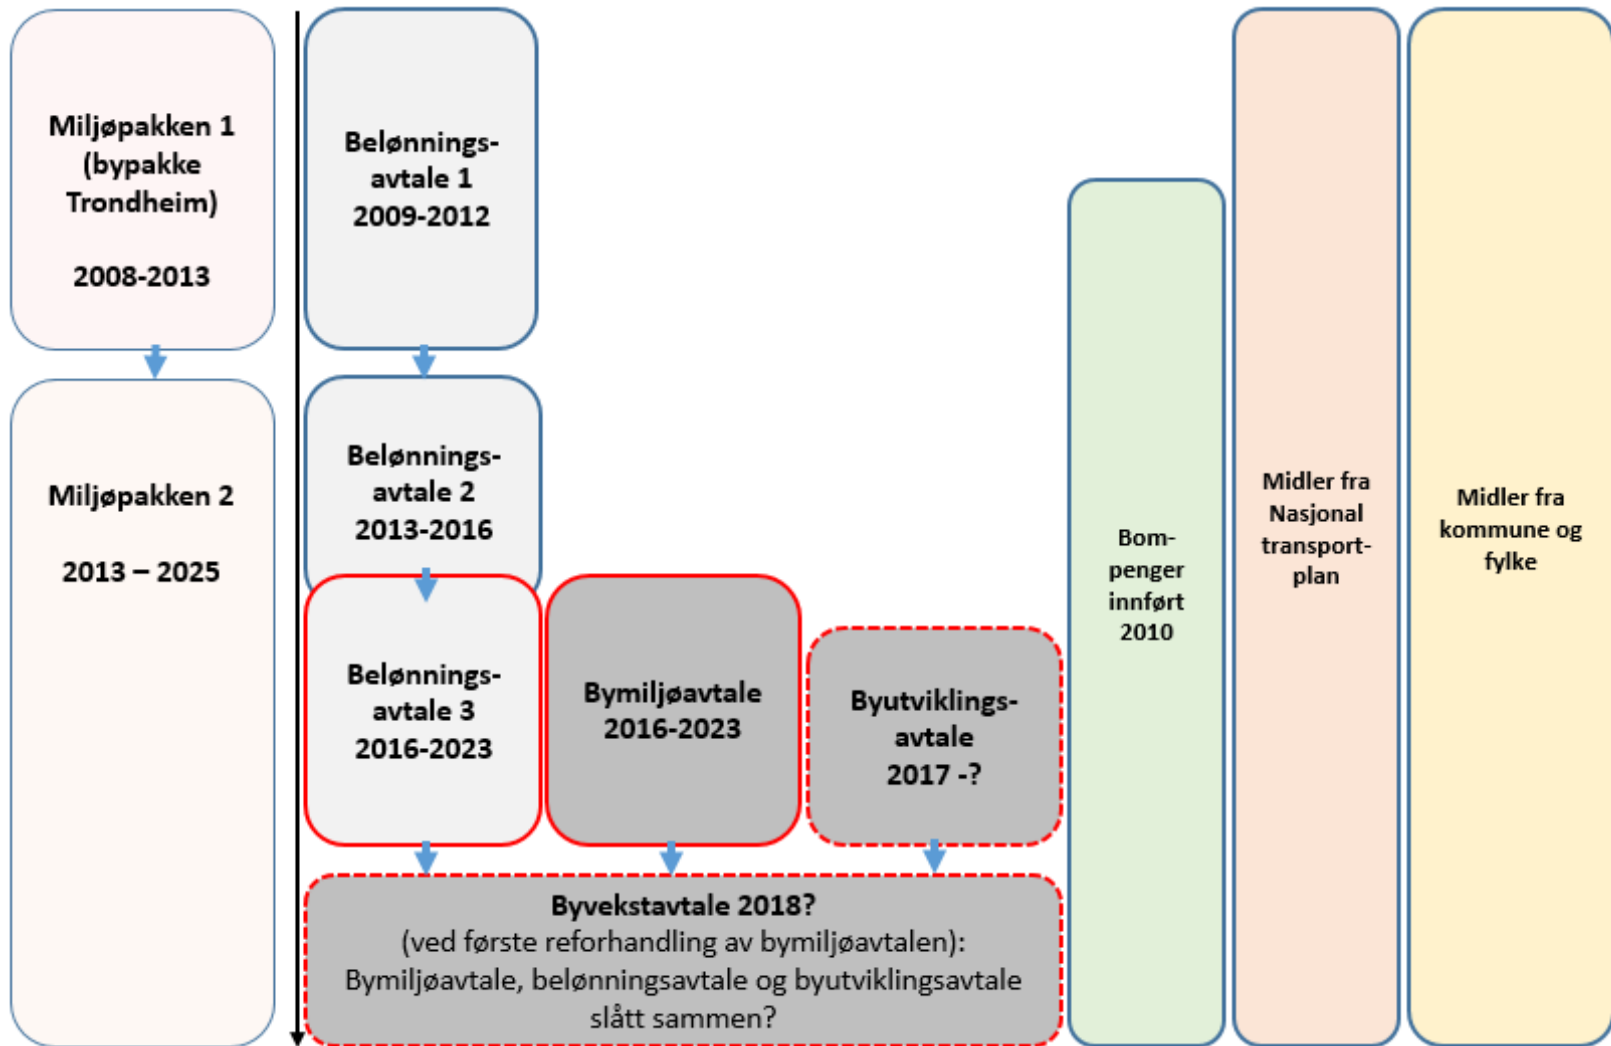 Miljøpakken 1
(bypakke
Trondheim)
2008-2013
Miljøpakken 2
2013 – 2025
Belønnings-
avtale 1
2009-2012
Belønnings-
avtale 2
2013-2016
Belønnings-
avtale 3
2016-2023
Bymiljøavtale
2016-2023
Byutviklings-
avtale
2017 -?
Byvekstavtale 2018?
(ved første reforhandling av bymiljøavtalen):
Bymiljøavtale, belønningsavtale og byutviklingsavtale
slått sammen?
Bom-
penger
innført
2010
Midler fra
Nasjonal
transport-
plan
Midler fra
kommune og
fylke